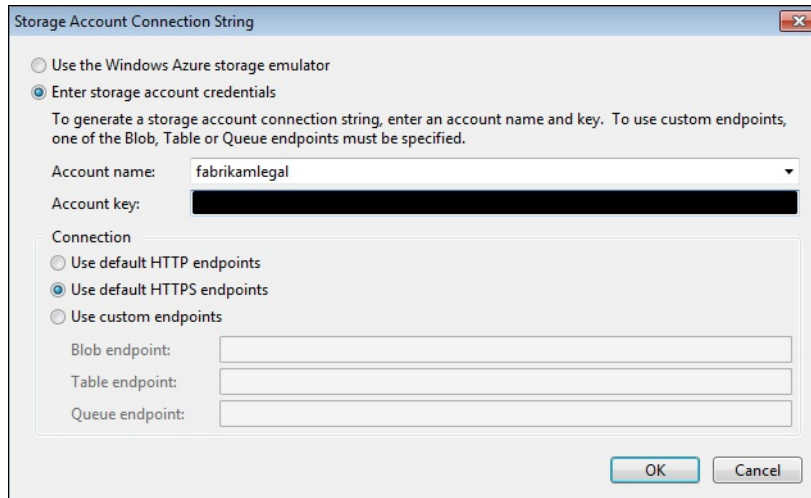 Storage Account Connection String
Use the Windows Azure storage emulator
Enter storage account credentials
To generate a storage account connection string, enter an account name and key.  To use custom endpoints,
one of the Blob, Table or Queue endpoints must be specified.
Account name: fabrikamlegal
Account key:
Connection
Use default HTTP endpoints
Use default HTTPS endpoints
Use custom endpoints
Blob endpoint:
Table endpoint:
Queue endpoint:
OK Cancel